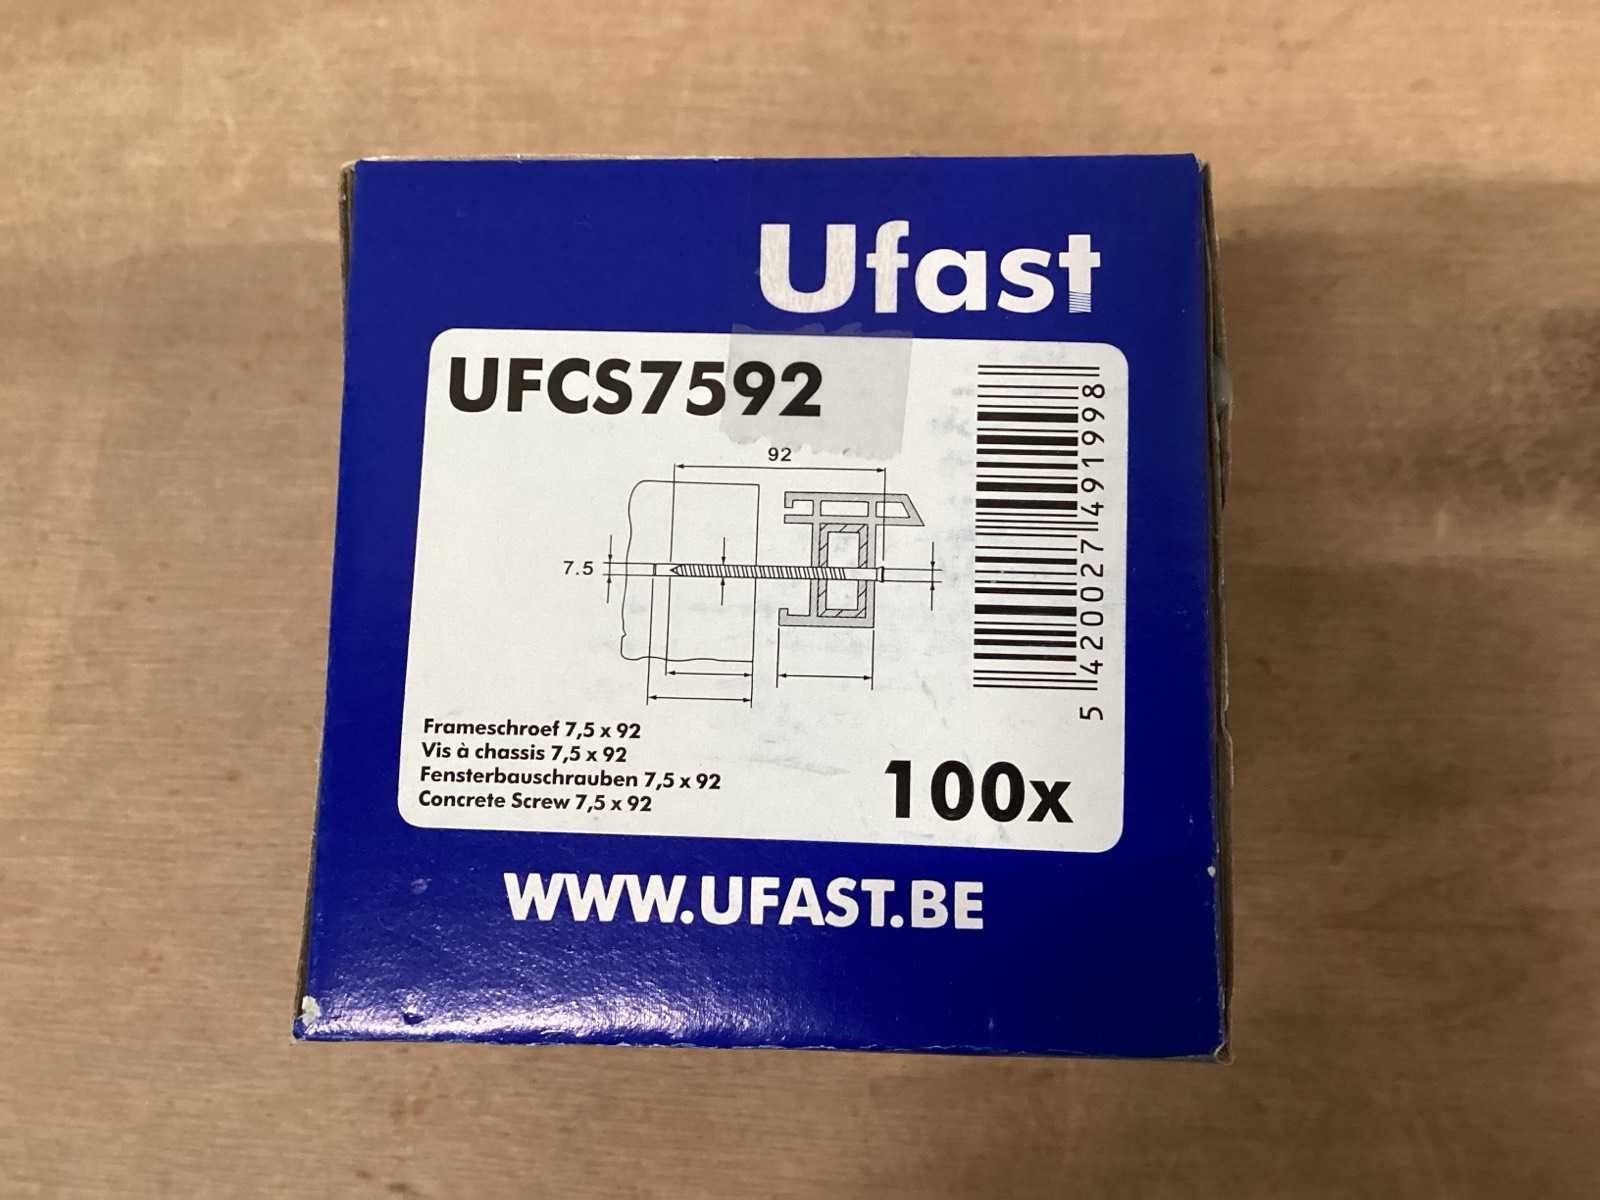 Ufast
UFCS7592
92
7.5
5 420027 491998
Frameschroef 7,5 x 92
Vis à chassis 7,5 x 92
Fensterbauschrauben 7,5 x 92
Concrete Screw 7,5 x 92
100x
WWW.UFAST.BE